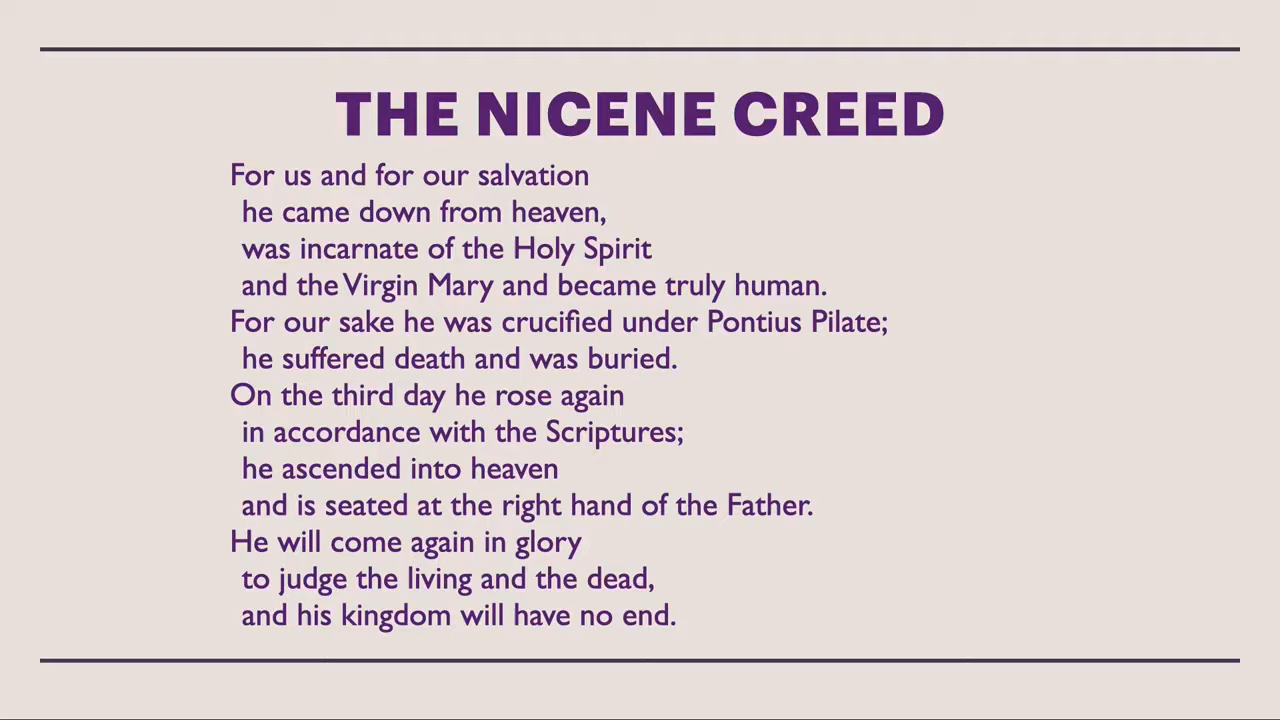 THE NICENE CREED
For us and for our salvation
he came down from heaven,
was incarnate of the Holy Spirit
and the Virgin Mary and became truly human.
For our sake he was crucified under Pontius Pilate;
he suffered death and was buried.
On the third day he rose again
in accordance with the Scriptures;
he ascended into heaven
and is seated at the right hand of the Father.
He will come again in glory
to judge the living and the dead,
and his kingdom will have no end.